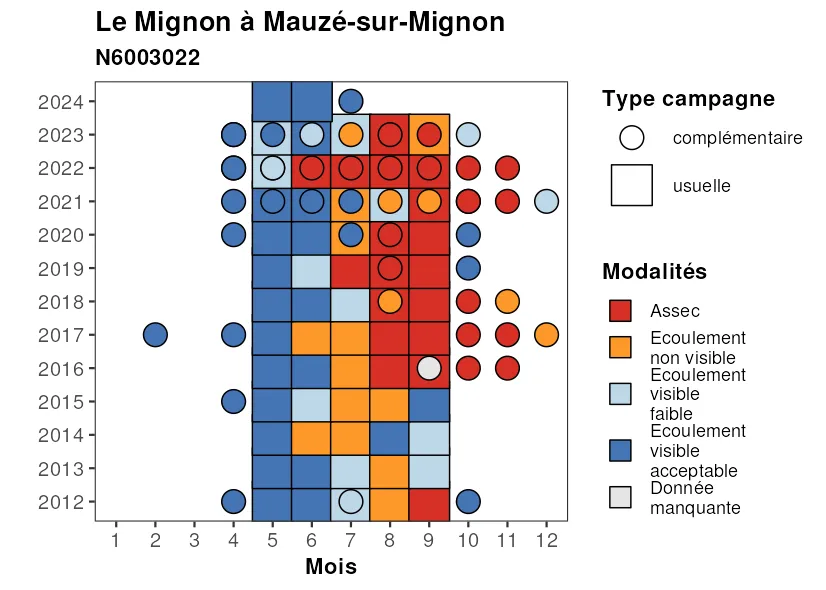 Le Mignon à Mauzé-sur-Mignon
N6003022
2024
2023
2022
2021
2020
2019
2018
2017
2016
2015
2014
2013
2012
1 2 3 4 5 6 7 8 9 10 11 12
Mois
Type campagne
complémentaire
usuelle
Modalités
Assec
Ecoulement
non visible
Ecoulement
visible
faible
Ecoulement
visible
acceptable
Donnée
manquante